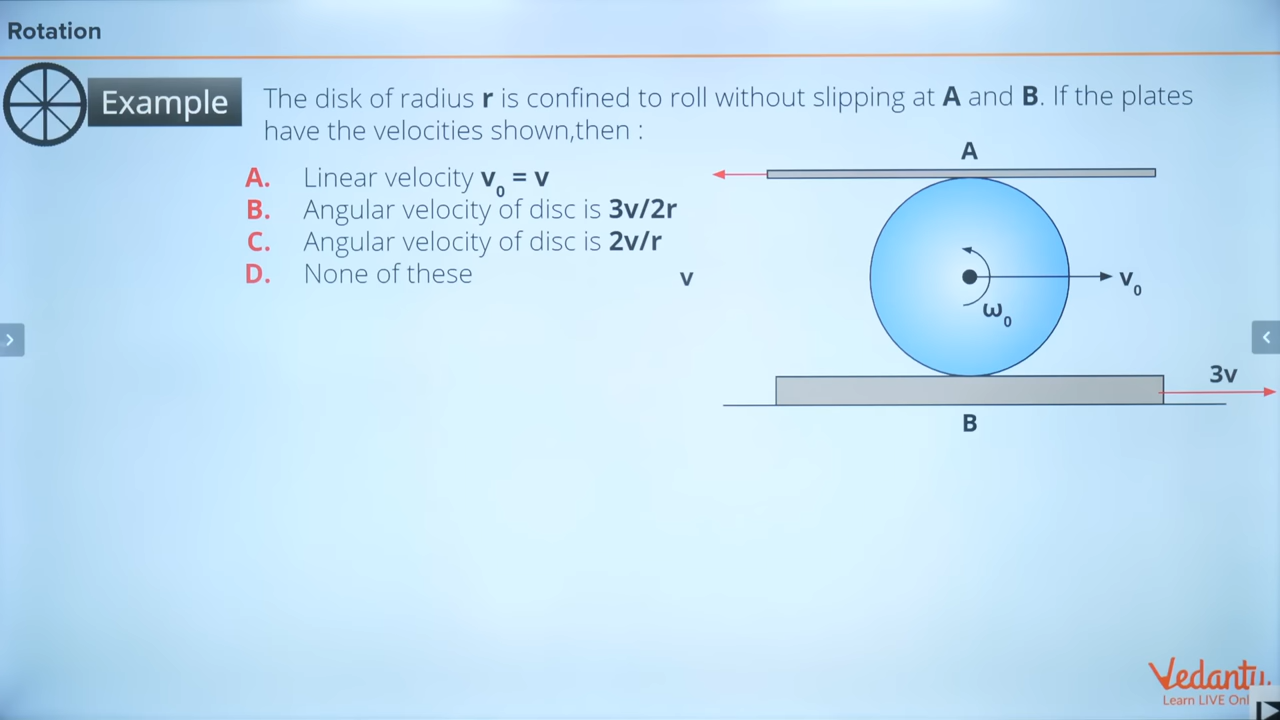 Rotation
Example
The disk of radius r is confined to roll without slipping at A and B. If the plates
have the velocities shown,then :
A. Linear velocity v0 = v
B. Angular velocity of disc is 3v/2r
C. Angular velocity of disc is 2v/r
D. None of these
v
A
v0
ω0
3v
B
Vedantu
Learn LIVE Onl